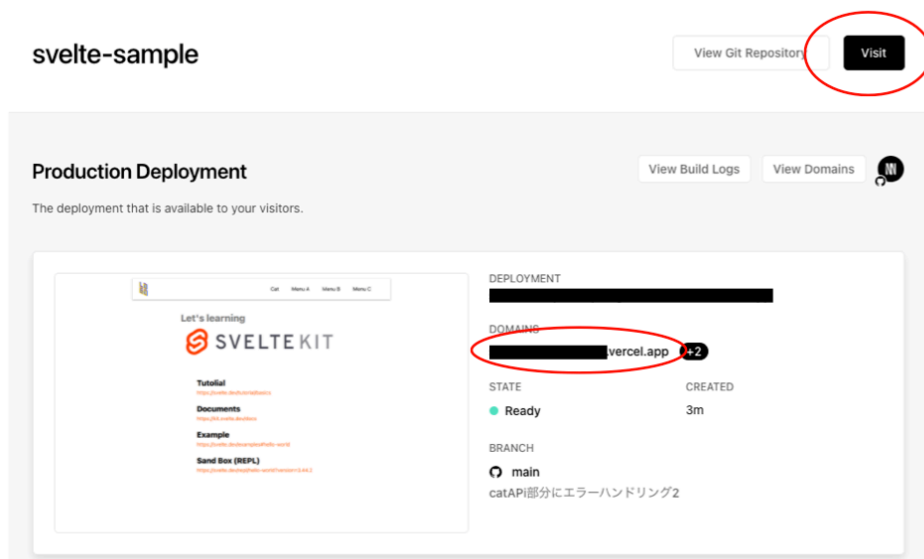 svelte-sample
View Git Repository
Visit
Production Deployment
View Build Logs
View Domains
The deployment that is available to your visitors.
Cat Menu A Menu B Menu C
Let's learning
SVELTE KIT
Tutolial
Documents
Example
Sand Box (REPL)
DEPLOYMENT
DOMAINS
.vercel.app +2
STATE
CREATED
Ready
3m
BRANCH
main
catAPi部分にエラーハンドリング2